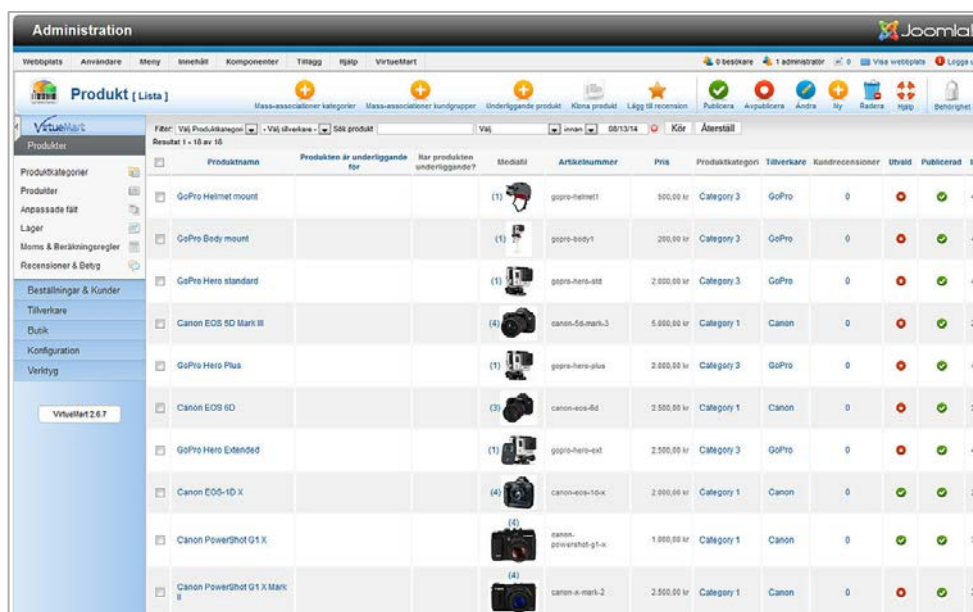 Administration
Joomla!
Webbplats Användare Meny Innehåll Komponenter Tillägg Hjälp VirtueMart
0 besökare 1 administratör 0 Visa webbplats Logga u
Produkt [ Lista ]
Mass-associationer kategorier Mass-associationer kundgrupper Underliggande produkt Klona produkt Lägg till recension Publicera Avpublicera Ändra Ny Radera Hjälp Behörighet
VirtueMart
Produkter
Produktkategorier
Produkter
Anpassade fält
Lager
Moms & Beräkningsregler
Recensioner & Betyg
Beställningar & Kunder
Tillverkare
Butik
Konfiguration
Verktyg
VirtueMart 2.6.7
Filter: Välj Produktkategori - Välj tillverkare - Sök produkt Välj innan 08/13/14 Kör Återställ
Resultat 1 - 18 av 18
Produktnamn Produkten är underliggande för Har produkten underliggande? Mediafil Artikelnummer Pris Produktkategori Tillverkare Kundrecensioner Utvald Publicerad
GoPro Helmet mount (1) gopro-helmet1 500,00 kr Category 3 GoPro 0
GoPro Body mount (1) gopro-body1 200,00 kr Category 3 GoPro 0
GoPro Hero standard (1) gopro-hero-std 2.000,00 kr Category 3 GoPro 0
Canon EOS 5D Mark III (4) canon-5d-mark-3 5.000,00 kr Category 1 Canon 0
GoPro Hero Plus (1) gopro-hero-plus 2.000,00 kr Category 3 GoPro 0
Canon EOS 6D (3) canon-eos-6d 2.500,00 kr Category 1 Canon 0
GoPro Hero Extended (1) gopro-hero-ext 2.500,00 kr Category 3 GoPro 0
Canon EOS-1D X (4) canon-eos-1d-x 2.000,00 kr Category 1 Canon 0
Canon PowerShot G1 X (4) canon-powershot-g1-x 1.000,00 kr Category 1 Canon 0
Canon PowerShot G1 X Mark II (4) canon-x-mark-2 2.500,00 kr Category 1 Canon 0